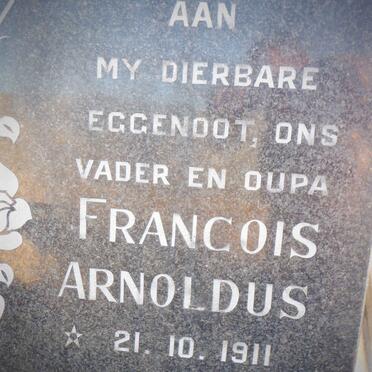 AAN
MY DIERBARE
EGGENOOT, ONS
VADER EN OUPA
FRANCOIS
ARNOLDUS
* 21. 10. 1911